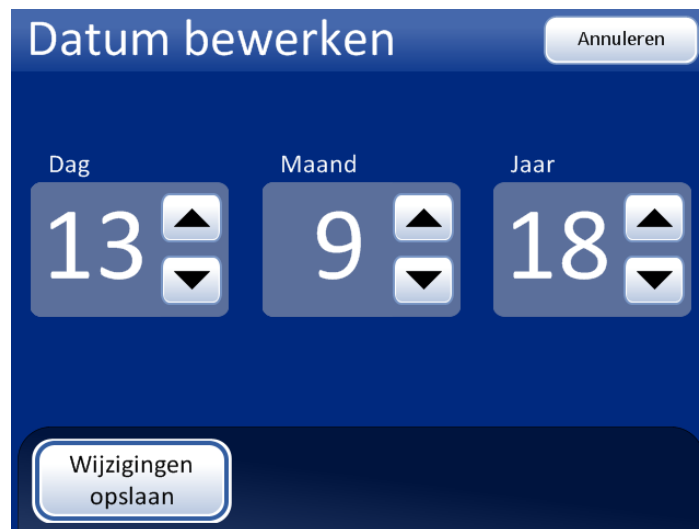 Datum bewerken
Annuleren
Dag
Maand
Jaar
13
9
18
Wijzigingen
opslaan